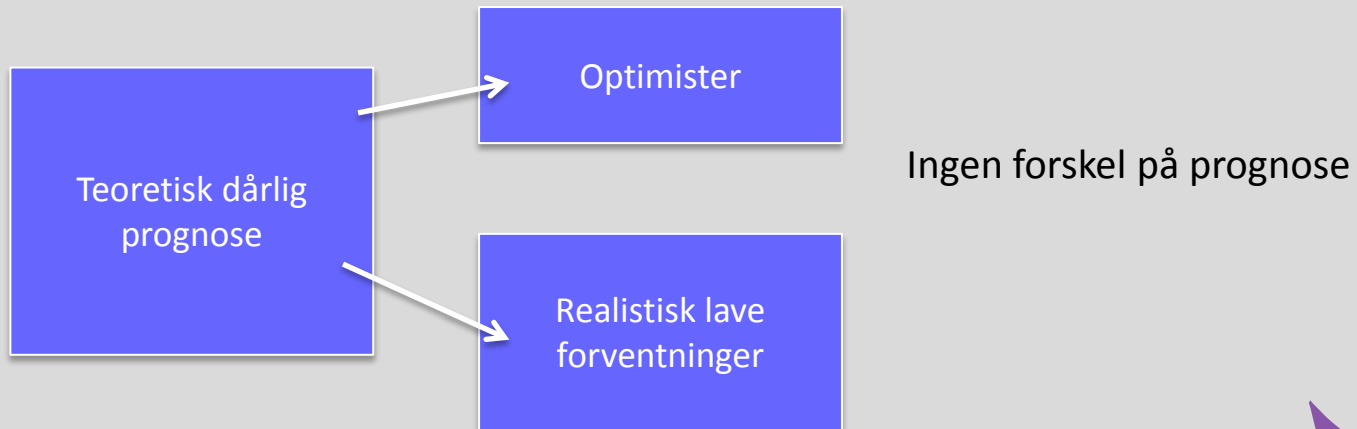 Optimister
Teoretisk dårlig
prognose
Ingen forskel på prognose
Realistisk lave
forventninger